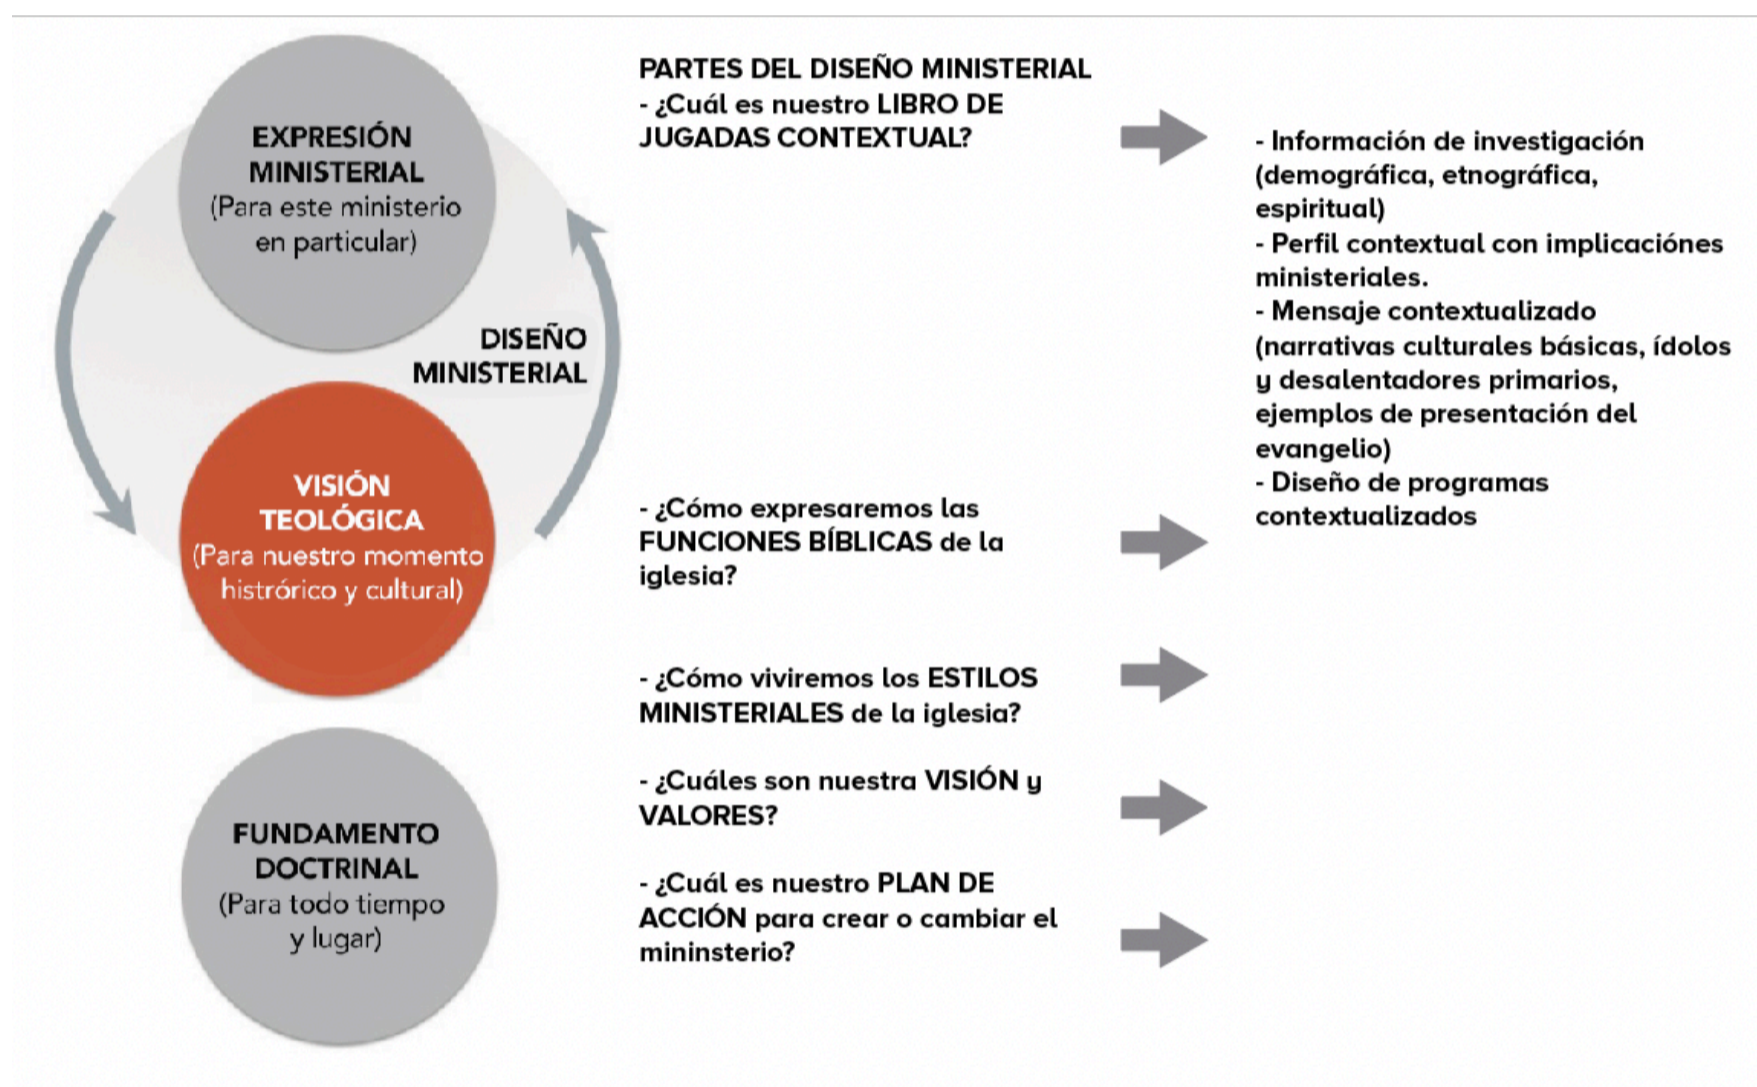 EXPRESIÓN
MINISTERIAL
(Para este ministerio
en particular)
DISEÑO
MINISTERIAL
VISIÓN
TEOLÓGICA
(Para nuestro momento
histrórico y cultural)
FUNDAMENTO
DOCTRINAL
(Para todo tiempo
y lugar)
PARTES DEL DISEÑO MINISTERIAL
- ¿Cuál es nuestro LIBRO DE
JUGADAS CONTEXTUAL?
- ¿Cómo expresaremos las
FUNCIONES BÍBLICAS de la
iglesia?
- ¿Cómo viviremos los ESTILOS
MINISTERIALES de la iglesia?
- ¿Cuáles son nuestra VISIÓN y
VALORES?
- ¿Cuál es nuestro PLAN DE
ACCIÓN para crear o cambiar el
mininsterio?
- Información de investigación
(demográfica, etnográfica,
espiritual)
- Perfil contextual con implicaciónes
ministeriales.
- Mensaje contextualizado
(narrativas culturales básicas, ídolos
y desalentadores primarios,
ejemplos de presentación del
evangelio)
- Diseño de programas
contextualizados